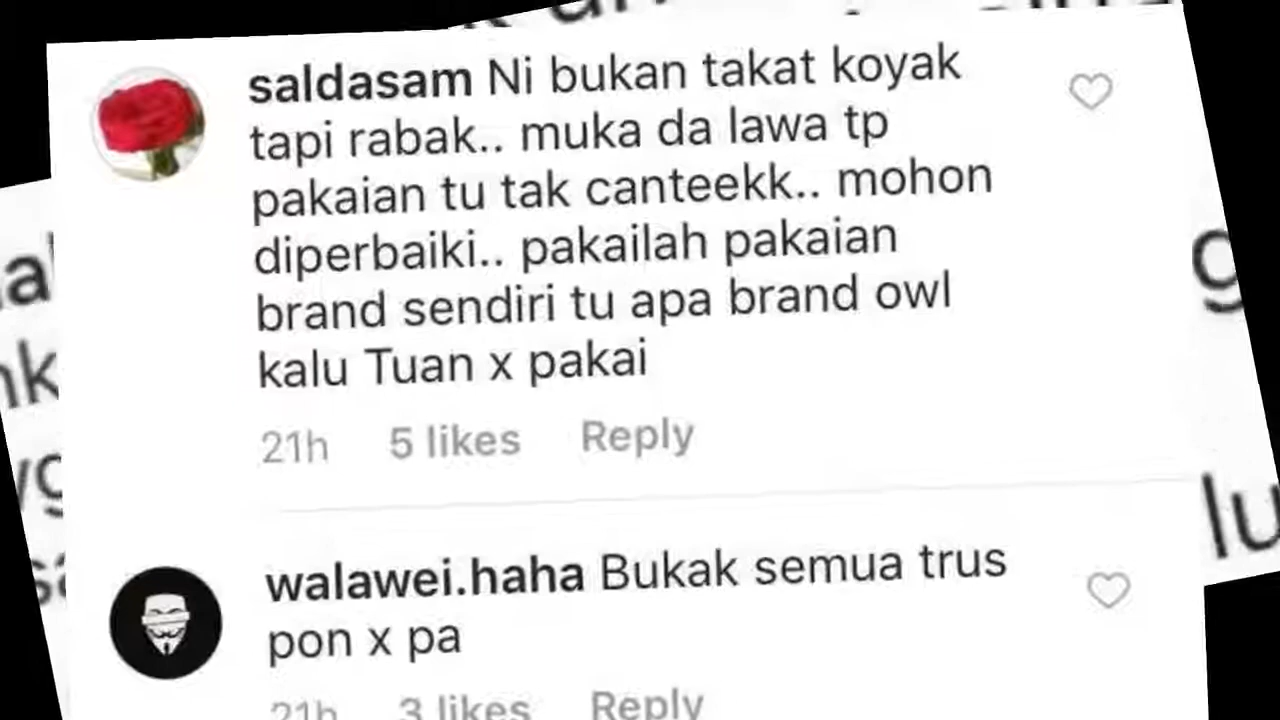 saldasam Ni bukan takat koyak
tapi rabak.. muka da lawa tp
pakaian tu tak canteekk.. mohon
diperbaiki.. pakailah pakaian
brand sendiri tu apa brand owl
kalu Tuan x pakai
21h 5 likes Reply
walawei.haha Bukak semua trus
pon x pa
21h 3 likes Reply